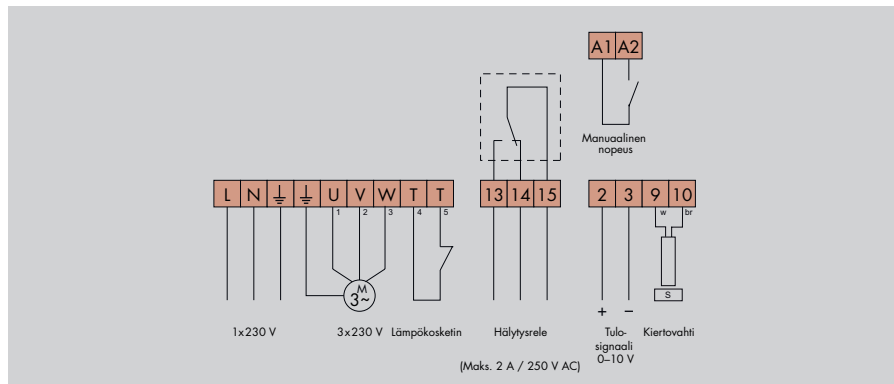 A1 A2
Manuaalinen
nopeus
L N U V W T T
1 2 3 4 5
13 14 15
2 3 9 10
w br
M
3~
S
+ −
1x230 V
3x230 V
Lämpökosketin
Hälytysrele
(Maks. 2 A / 250 V AC)
Tulo-
signaali
0–10 V
Kiertovahti